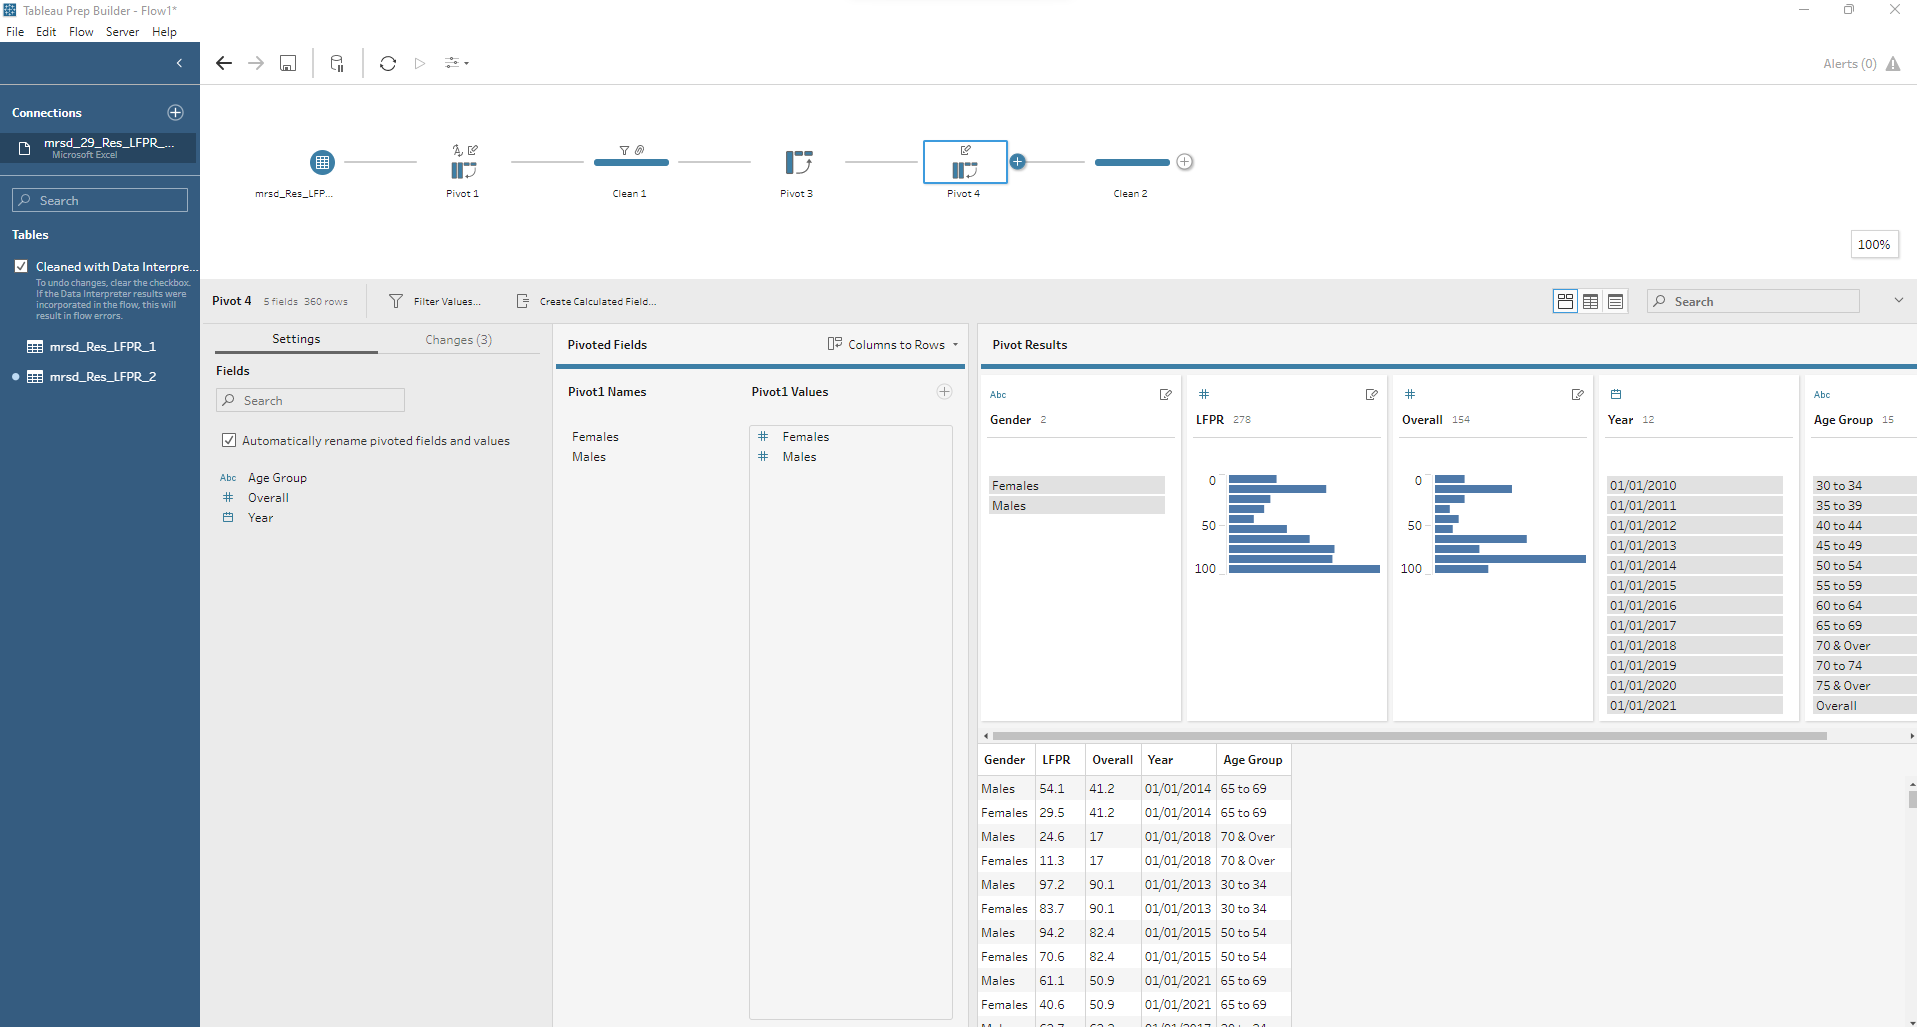 Tableau Prep Builder - Flow1*
File Edit Flow Server Help
Alerts (0)
Connections
mrsd_29_Res_LFPR_...
Microsoft Excel
Search
Tables
Cleaned with Data Interpre...
To undo changes, clear the checkbox.
If the Data Interpreter results were
incorporated in the flow, this will
result in flow errors.
mrsd_Res_LFPR_1
mrsd_Res_LFPR_2
mrsd_Res_LFP... Pivot 1 Clean 1 Pivot 3 Pivot 4 Clean 2
100%
Pivot 4 5 fields 360 rows Filter Values... Create Calculated Field... Search
Settings Changes (3)
Fields
Search
Automatically rename pivoted fields and values
Abc Age Group
# Overall
Year
Pivoted Fields Columns to Rows
Pivot1 Names Pivot1 Values
Females # Females
Males # Males
Pivot Results
Abc
Gender 2
Females
Males
#
LFPR 278
0
50
100
#
Overall 154
0
50
100
Year 12
01/01/2010
01/01/2011
01/01/2012
01/01/2013
01/01/2014
01/01/2015
01/01/2016
01/01/2017
01/01/2018
01/01/2019
01/01/2020
01/01/2021
Abc
Age Group 15
30 to 34
35 to 39
40 to 44
45 to 49
50 to 54
55 to 59
60 to 64
65 to 69
70 & Over
70 to 74
75 & Over
Overall
Gender LFPR Overall Year Age Group
Males 54.1 41.2 01/01/2014 65 to 69
Females 29.5 41.2 01/01/2014 65 to 69
Males 24.6 17 01/01/2018 70 & Over
Females 11.3 17 01/01/2018 70 & Over
Males 97.2 90.1 01/01/2013 30 to 34
Females 83.7 90.1 01/01/2013 30 to 34
Males 94.2 82.4 01/01/2015 50 to 54
Females 70.6 82.4 01/01/2015 50 to 54
Males 61.1 50.9 01/01/2021 65 to 69
Females 40.6 50.9 01/01/2021 65 to 69